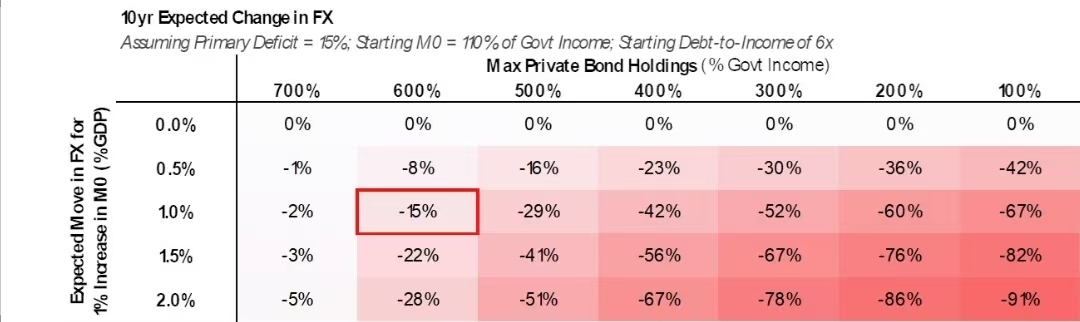 10yr Expected Change in FX
Assuming Primary Deficit = 15%; Starting M0 = 110% of Govt Income; Starting Debt-to-Income of 6x
Max Private Bond Holdings (% Govt Income)
700% 600% 500% 400% 300% 200% 100%
Expected Move in FX for
1% Increase in M0 (%GDP)
0.0% 0% 0% 0% 0% 0% 0% 0%
0.5% -1% -8% -16% -23% -30% -36% -42%
1.0% -2% -15% -29% -42% -52% -60% -67%
1.5% -3% -22% -41% -56% -67% -76% -82%
2.0% -5% -28% -51% -67% -78% -86% -91%